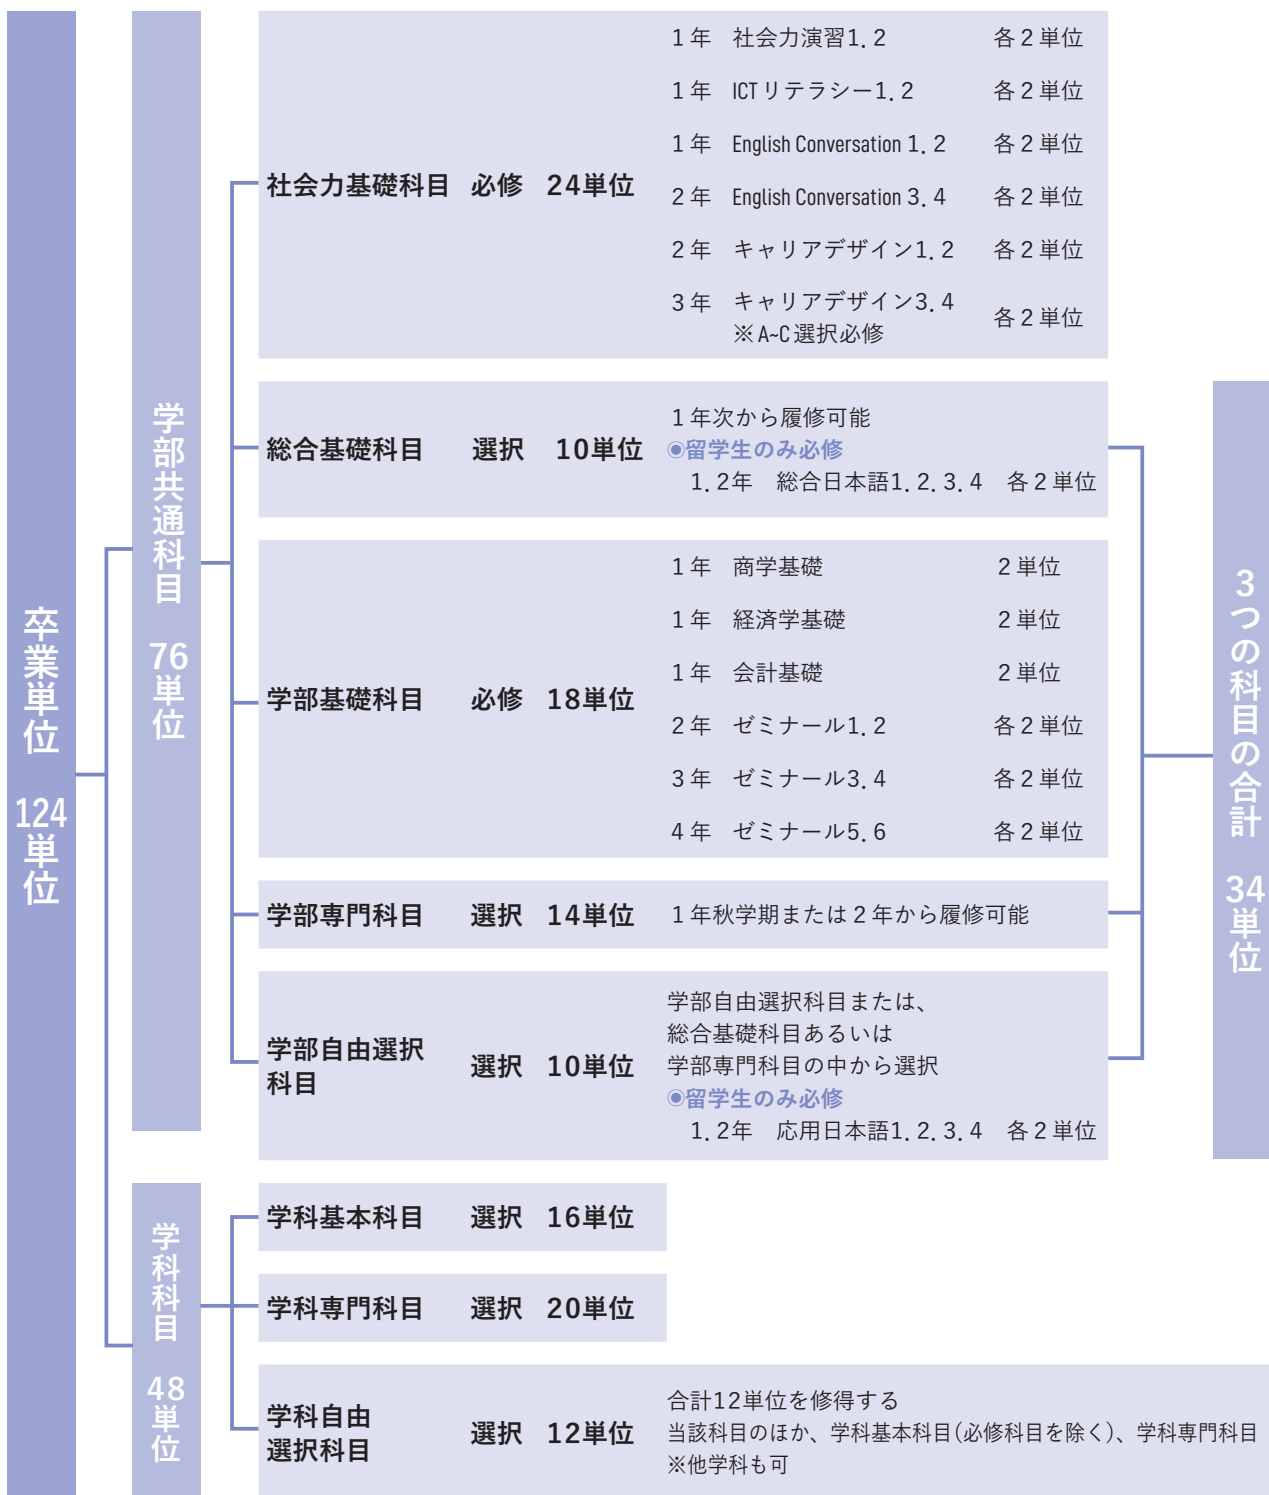 卒業単位 124単位
学部共通科目 76単位
社会力基礎科目 必修 24単位
1年 社会力演習1.2 各2単位
1年 ICTリテラシー1.2 各2単位
1年 English Conversation 1.2 各2単位
2年 English Conversation 3.4 各2単位
2年 キャリアデザイン1.2 各2単位
3年 キャリアデザイン3.4 各2単位
※A~C選択必修
総合基礎科目 選択 10単位
1年次から履修可能
◉留学生のみ必修
1.2年 総合日本語1.2.3.4 各2単位
学部基礎科目 必修 18単位
1年 商学基礎 2単位
1年 経済学基礎 2単位
1年 会計基礎 2単位
2年 ゼミナール1.2 各2単位
3年 ゼミナール3.4 各2単位
4年 ゼミナール5.6 各2単位
学部専門科目 選択 14単位 1年秋学期または2年から履修可能
学部自由選択
科目
選択 10単位
学部自由選択科目または、
総合基礎科目あるいは
学部専門科目の中から選択
◉留学生のみ必修
1.2年 応用日本語1.2.3.4 各2単位
3つの科目の合計 34単位
学科科目 48単位
学科基本科目 選択 16単位
学科専門科目 選択 20単位
学科自由
選択科目
選択 12単位
合計12単位を修得する
当該科目のほか、学科基本科目(必修科目を除く)、学科専門科目
※他学科も可